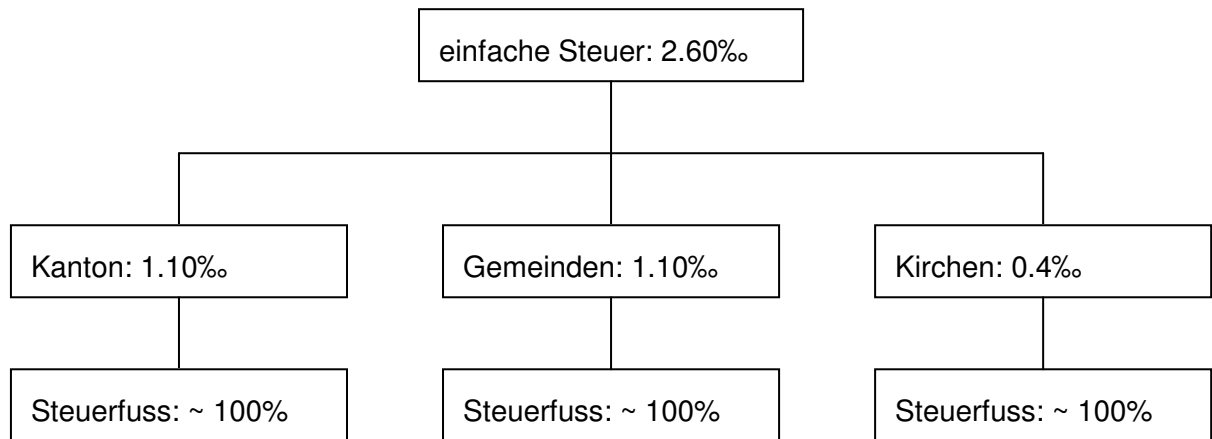 einfache Steuer: 2.60‰
Kanton: 1.10‰
Gemeinden: 1.10‰
Kirchen: 0.4‰
Steuerfuss: ~ 100%
Steuerfuss: ~ 100%
Steuerfuss: ~ 100%